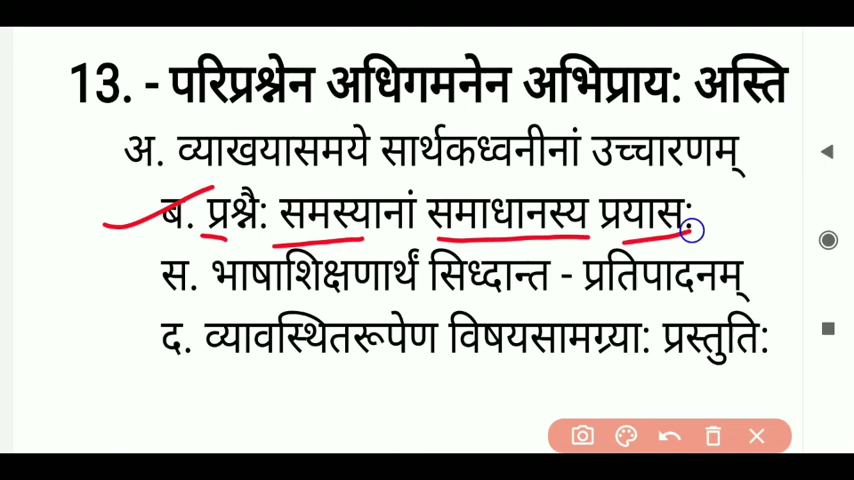 13. - परिप्रश्नेन अधिगमनेन अभिप्राय: अस्ति
अ. व्याखयासमये सार्थकध्वनीनां उच्चारणम्
ब. प्रश्नै: समस्यानां समाधानस्य प्रयास:
स. भाषाशिक्षणार्थं सिध्दान्त - प्रतिपादनम्
द. व्यावस्थितरूपेण विषयसामग्र्या: प्रस्तुति: